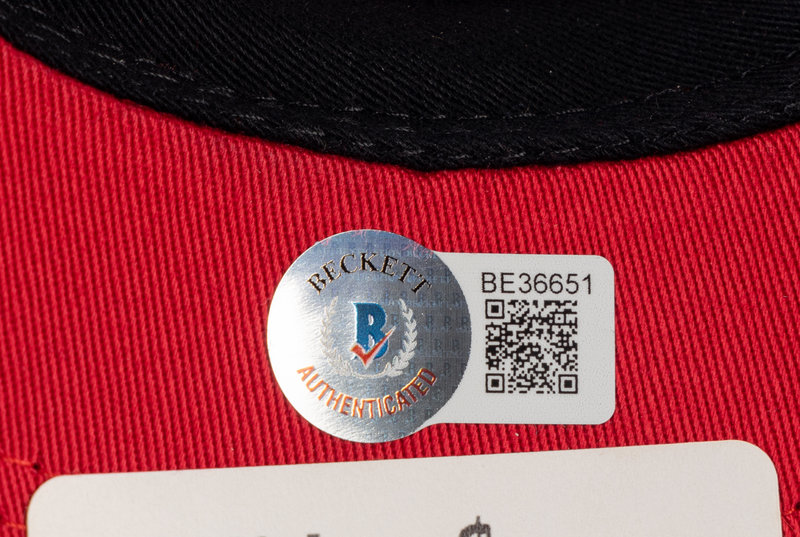 BECKETT
B
AUTHENTICATED
BE36651